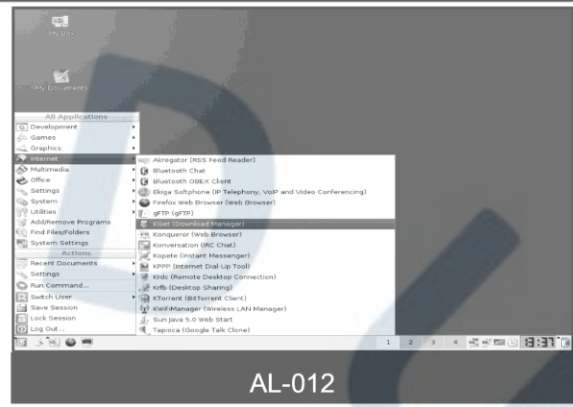 My Box
My Documents
All Applications
Development
Games
Graphics
Internet
Multimedia
Office
Settings
System
Utilities
Add/Remove Programs
Find Files/Folders
System Settings
Actions
Recent Documents
Settings
Run Command...
Switch User
Save Session
Lock Session
Log Out...
Akregator (RSS Feed Reader)
Bluetooth Chat
Bluetooth OBEX Client
Ekiga Softphone (IP Telephony, VoIP and Video Conferencing)
Firefox Web Browser (Web Browser)
gFTP (gFTP)
KGet (Download Manager)
Konqueror (Web Browser)
Konversation (IRC Chat)
Kopete (Instant Messenger)
KPPP (Internet Dial-Up Tool)
Krdc (Remote Desktop Connection)
Krfb (Desktop Sharing)
KTorrent (BitTorrent Client)
KWiFiManager (Wireless LAN Manager)
Sun Java 5.0 Web Start
Tapioca (Google Talk Clone)
1 2 3 4 13:37
AL-012